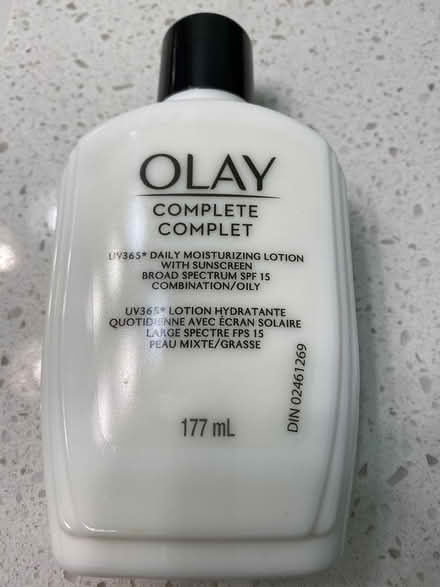 OLAY
COMPLETE
COMPLET
UV365* DAILY MOISTURIZING LOTION
WITH SUNSCREEN
BROAD SPECTRUM SPF 15
COMBINATION/OILY
UV365* LOTION HYDRATANTE
QUOTIDIENNE AVEC ÉCRAN SOLAIRE
LARGE SPECTRE FPS 15
PEAU MIXTE/GRASSE
DIN 02461269
177 mL